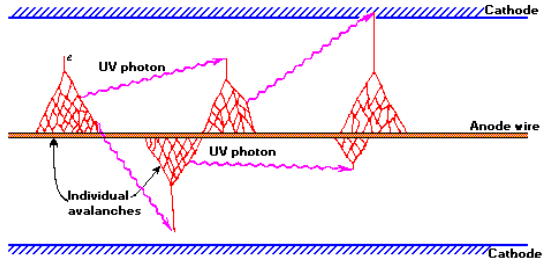 Cathode
e
UV photon
Anode wire
UV photon
Individual
avalanches
Cathode